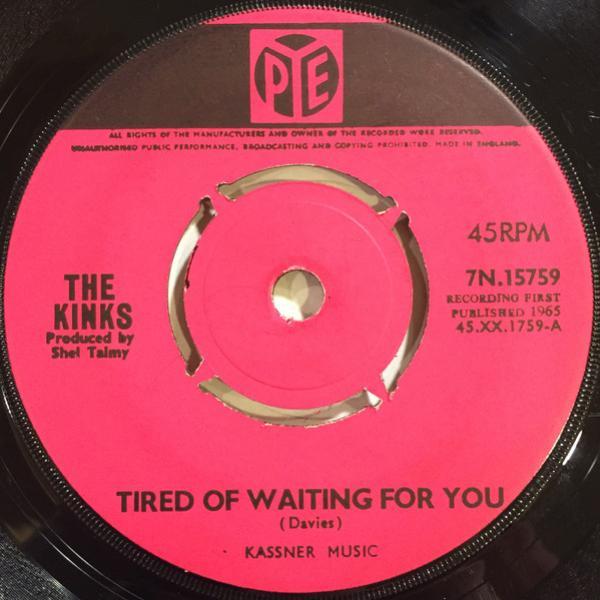 PYE
ALL RIGHTS OF THE MANUFACTURERS AND OWNER OF THE RECORDED WORK RESERVED.
UNAUTHORISED PUBLIC PERFORMANCE, BROADCASTING AND COPYING PROHIBITED. MADE IN ENGLAND.
45RPM
THE
KINKS
Produced by
Shel Talmy
7N.15759
RECORDING FIRST
PUBLISHED 1965
45.XX.1759-A
TIRED OF WAITING FOR YOU
(Davies)
KASSNER MUSIC